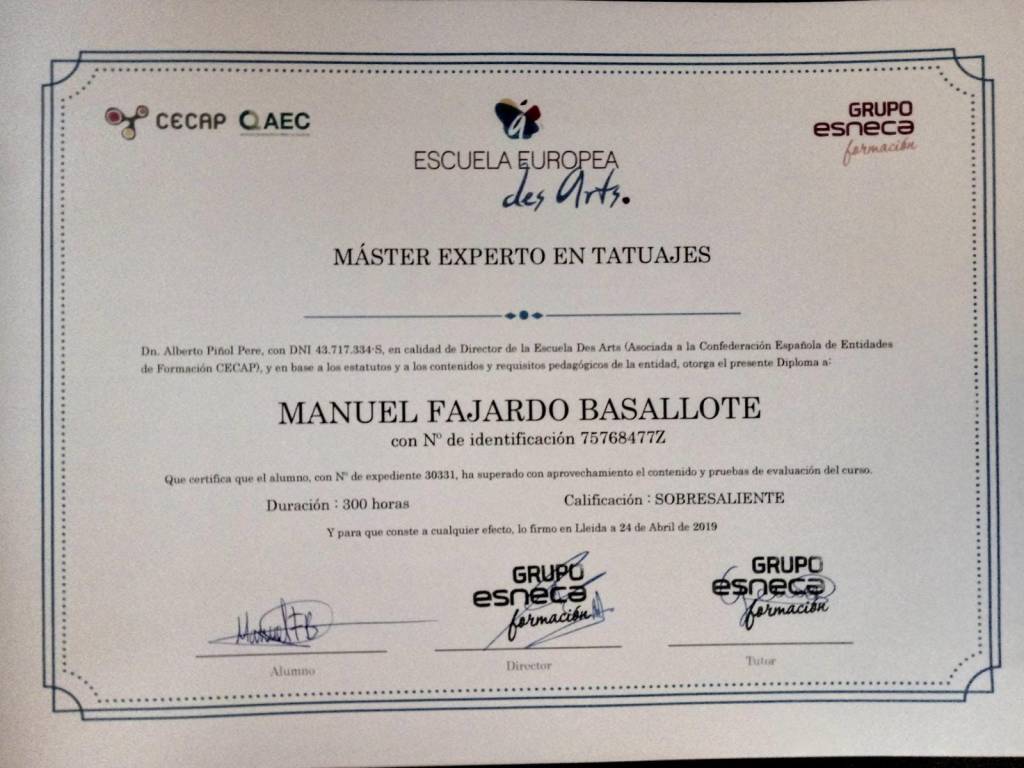 CECAP AEC
GRUPO
esneca
formación
ESCUELA EUROPEA
des Arts.
MÁSTER EXPERTO EN TATUAJES
Dn. Alberto Piñol Pere, con DNI 43.717.334-S, en calidad de Director de la Escuela Des Arts (Asociada a la Confederación Española de Entidades
de Formación CECAP), y en base a los estatutos y a los contenidos y requisitos pedagógicos de la entidad, otorga el presente Diploma a:
MANUEL FAJARDO BASALLOTE
con Nº de identificación 75768477Z
Que certifica que el alumno, con Nº de expediente 30331, ha superado con aprovechamiento el contenido y pruebas de evaluación del curso.
Duración : 300 horas Calificación : SOBRESALIENTE
Y para que conste a cualquier efecto, lo firmo en Lleida a 24 de Abril de 2019
GRUPO
esneca
formación
GRUPO
esneca
formación
Manuel FB
Alumno Director Tutor